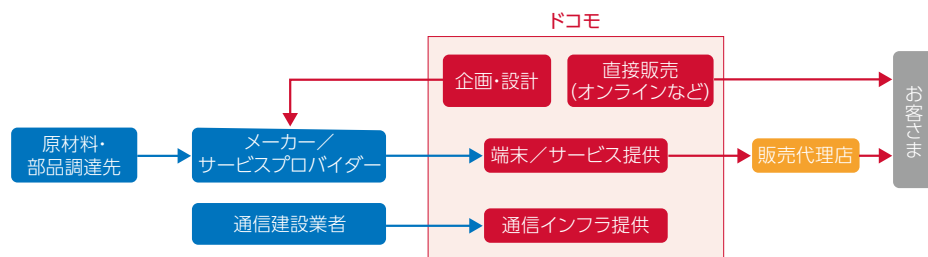 ドコモ
企画・設計
直接販売
(オンラインなど)
原材料・
部品調達先
メーカー／
サービスプロバイダー
端末／サービス提供
販売代理店
お客さま
通信建設業者
通信インフラ提供